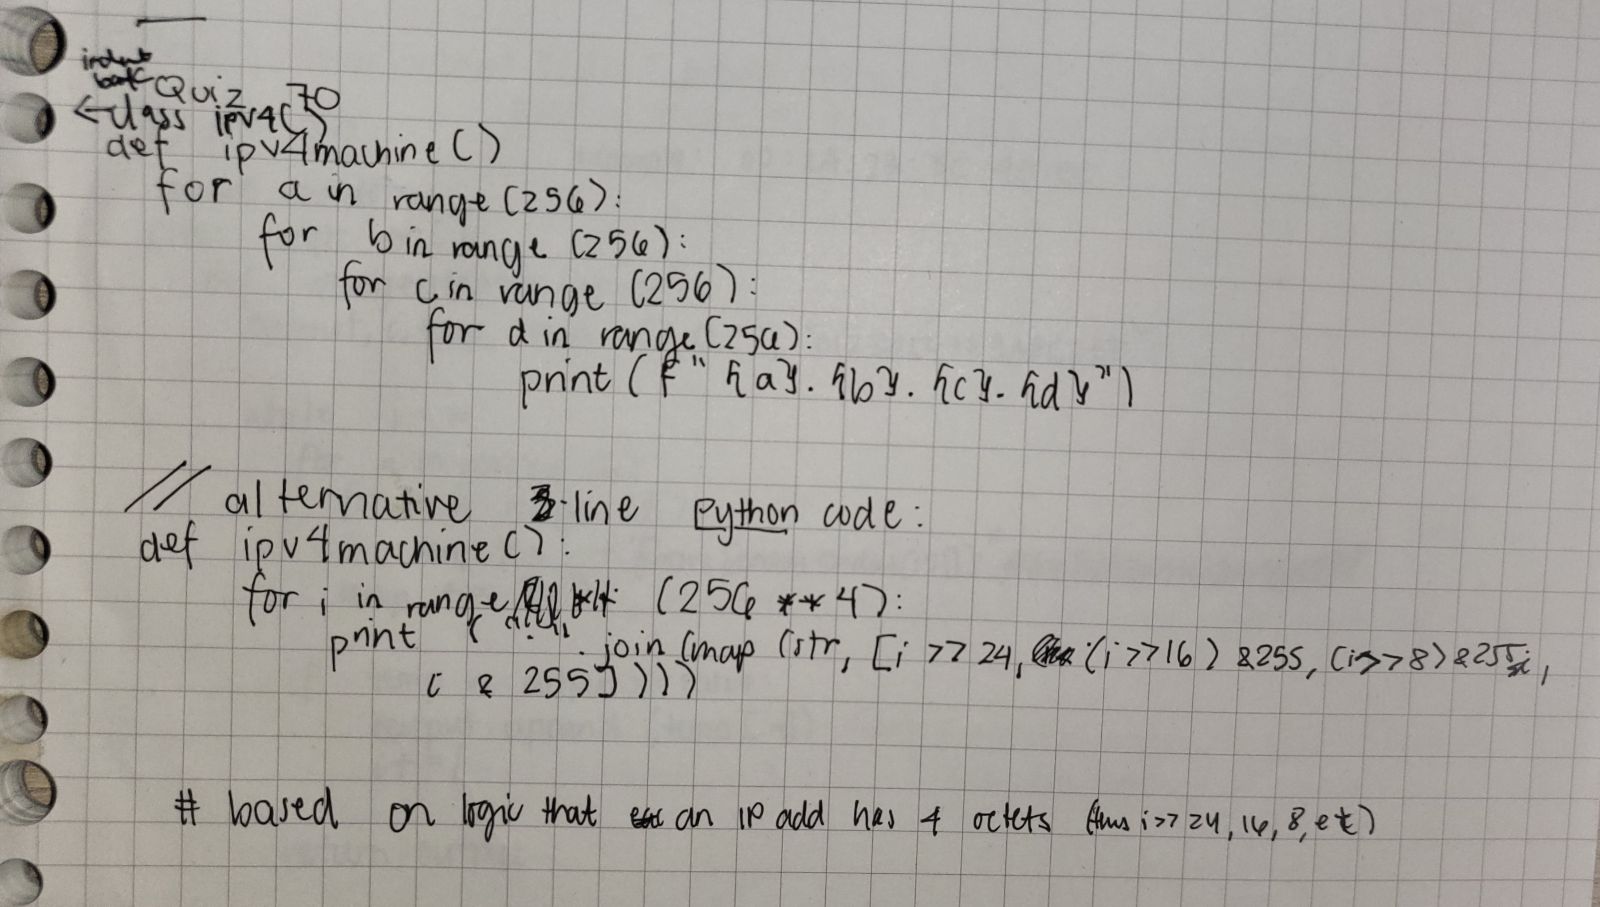 indent
back
Quiz 70
← class ipv4()
def ipv4machine()
for a in range (256):
for b in range (256):
for c in range (256):
for d in range (256):
print (f" {a}. {b}. {c}. {d}")
// alternative 3-line python code:
def ipv4machine():
for i in range (256 ** 4):
print ( "." . join (map (str, [i >> 24, (i >> 16) & 255, (i >> 8) & 255,
i & 255])))
# based on logic that an IP add has 4 octets (thus i >> 24, 16, 8, etc)